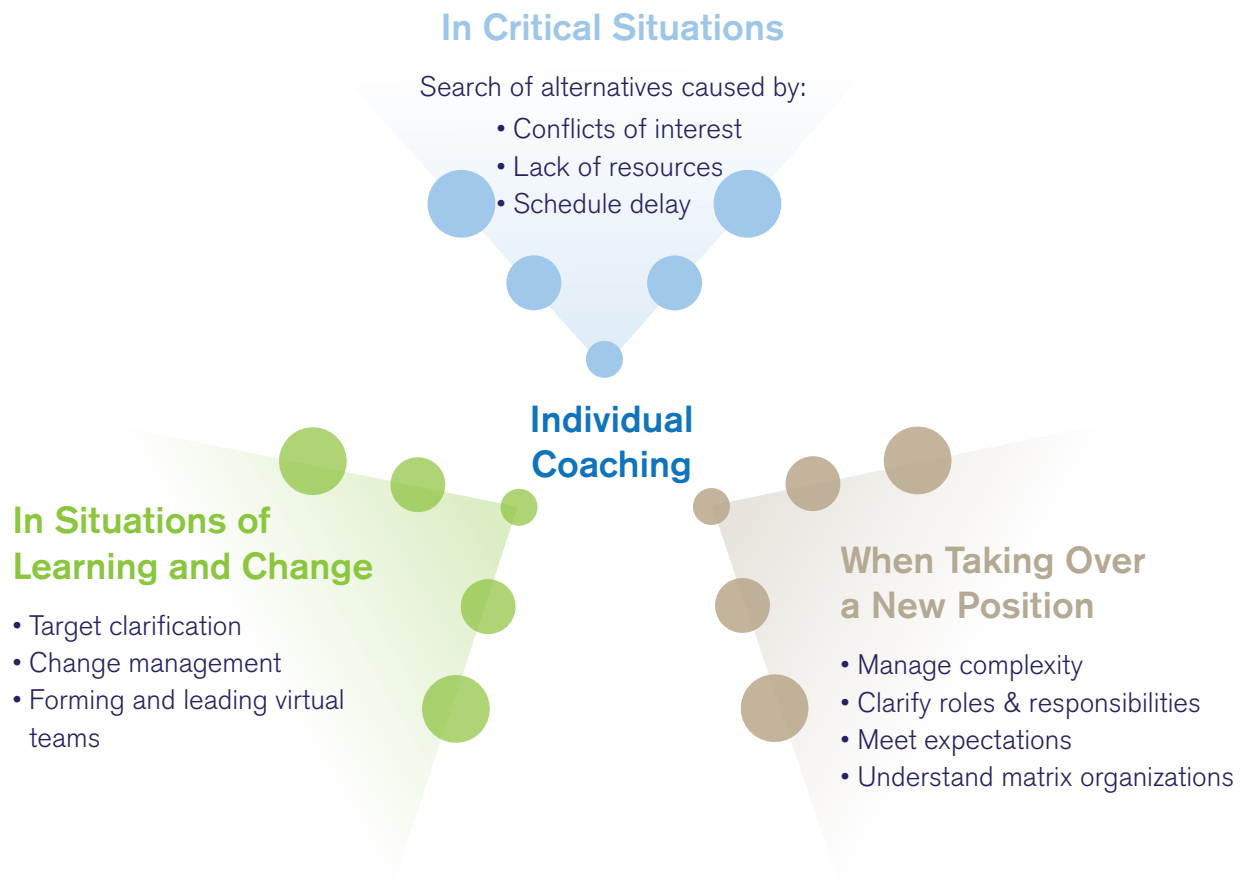 In Critical Situations
Search of alternatives caused by:
• Conflicts of interest
• Lack of resources
• Schedule delay
Individual
Coaching
In Situations of
Learning and Change
• Target clarification
• Change management
• Forming and leading virtual
teams
When Taking Over
a New Position
• Manage complexity
• Clarify roles & responsibilities
• Meet expectations
• Understand matrix organizations